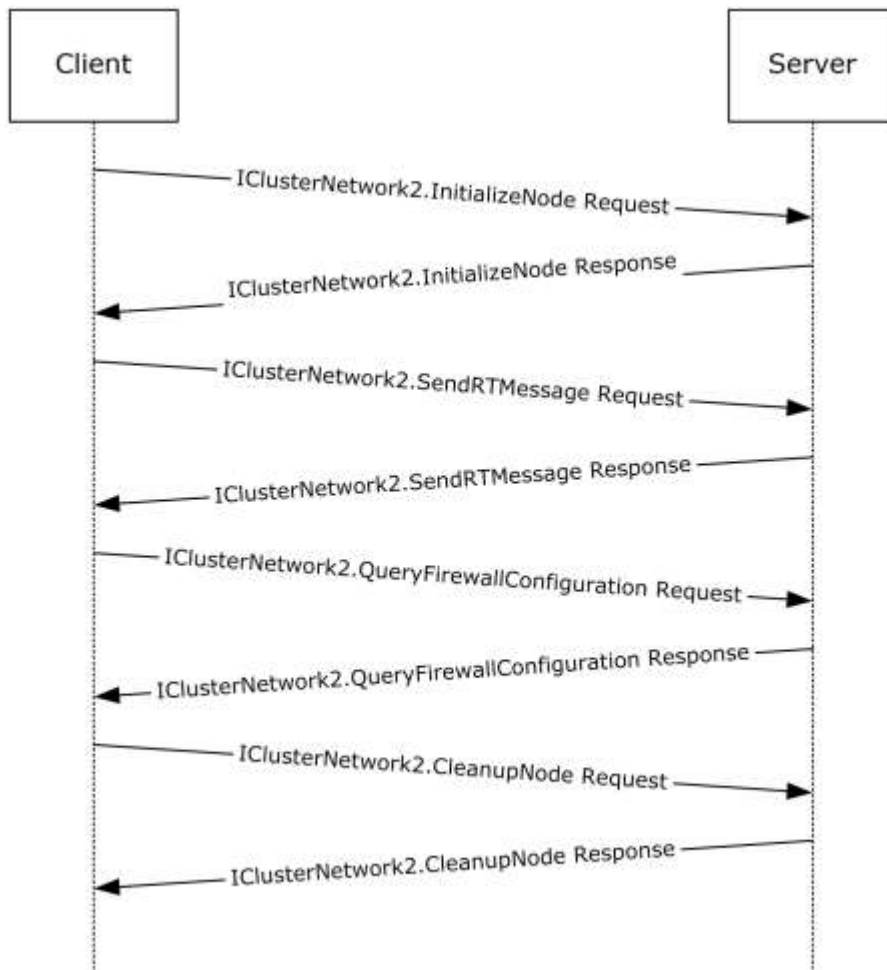 Client
Server
IClusterNetwork2.InitializeNode Request
IClusterNetwork2.InitializeNode Response
IClusterNetwork2.SendRTMessage Request
IClusterNetwork2.SendRTMessage Response
IClusterNetwork2.QueryFirewallConfiguration Request
IClusterNetwork2.QueryFirewallConfiguration Response
IClusterNetwork2.CleanupNode Request
IClusterNetwork2.CleanupNode Response